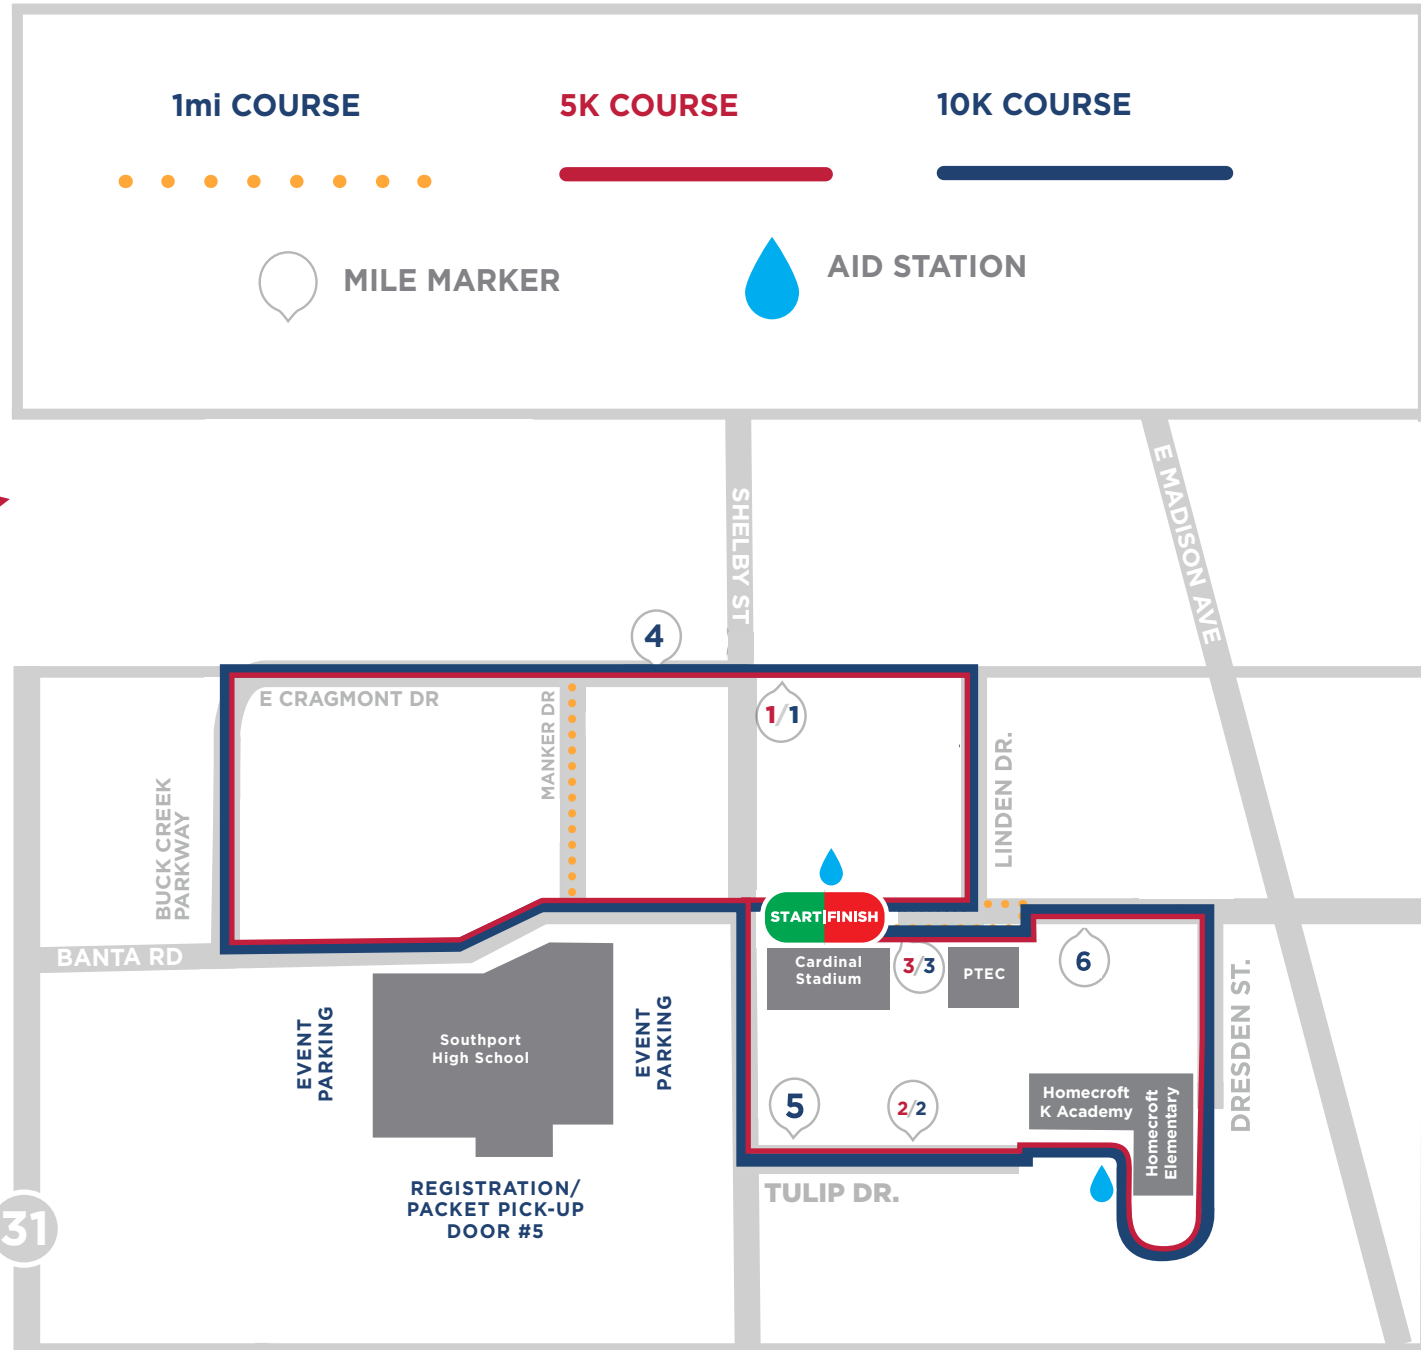 1mi COURSE
5K COURSE
10K COURSE
MILE MARKER
AID STATION
SHELBY ST
E MADISON AVE
4
E CRAGMONT DR
MANKER DR
1/1
LINDEN DR.
BUCK CREEK
PARKWAY
START|FINISH
BANTA RD
Cardinal
Stadium
3/3
PTEC
6
DRESDEN ST.
EVENT
PARKING
Southport
High School
EVENT
PARKING
5
2/2
Homecroft
K Academy
Homecroft
Elementary
REGISTRATION/
PACKET PICK-UP
DOOR #5
TULIP DR.
31